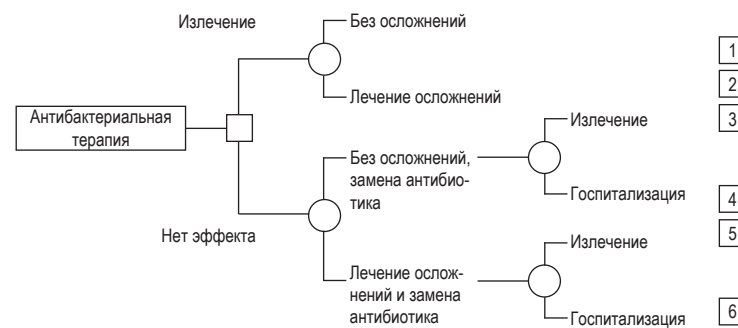 Излечение
Без осложнений
1
2
Лечение осложнений
Антибактериальная
терапия
Излечение
3
Без осложнений,
замена антибио-
тика
Госпитализация
4
Нет эффекта
Излечение
5
Лечение ослож-
нений и замена
антибиотика
Госпитализация
6